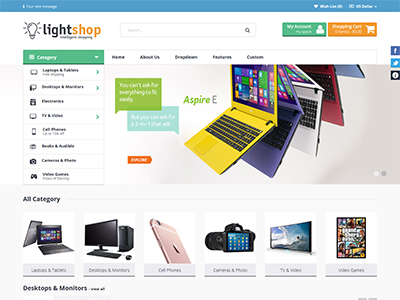 Your text message
Wish List (0)
US Dollar
lightshop
intelligent shopping
My Account
My space
Shopping Cart
0 item(s) - $0.00
Category
Home
About Us
Dropdown
Features
Custom
Laptops & Tablets
Free shipping
Desktops & Monitors
Electronics
TV & Video
Cell Phones
Up to 70% off
Books & Audible
Cameras & Photo
Video Games
You can't ask for
everything to fit
easily.
But you can ask for
a 2-in-1 that will.
Aspire E
EXPLORE
All Category
Laptops & Tablets
Desktops & Monitors
Cell Phones
Cameras & Photo
TV & Video
Video Games
Desktops & Monitors - view all